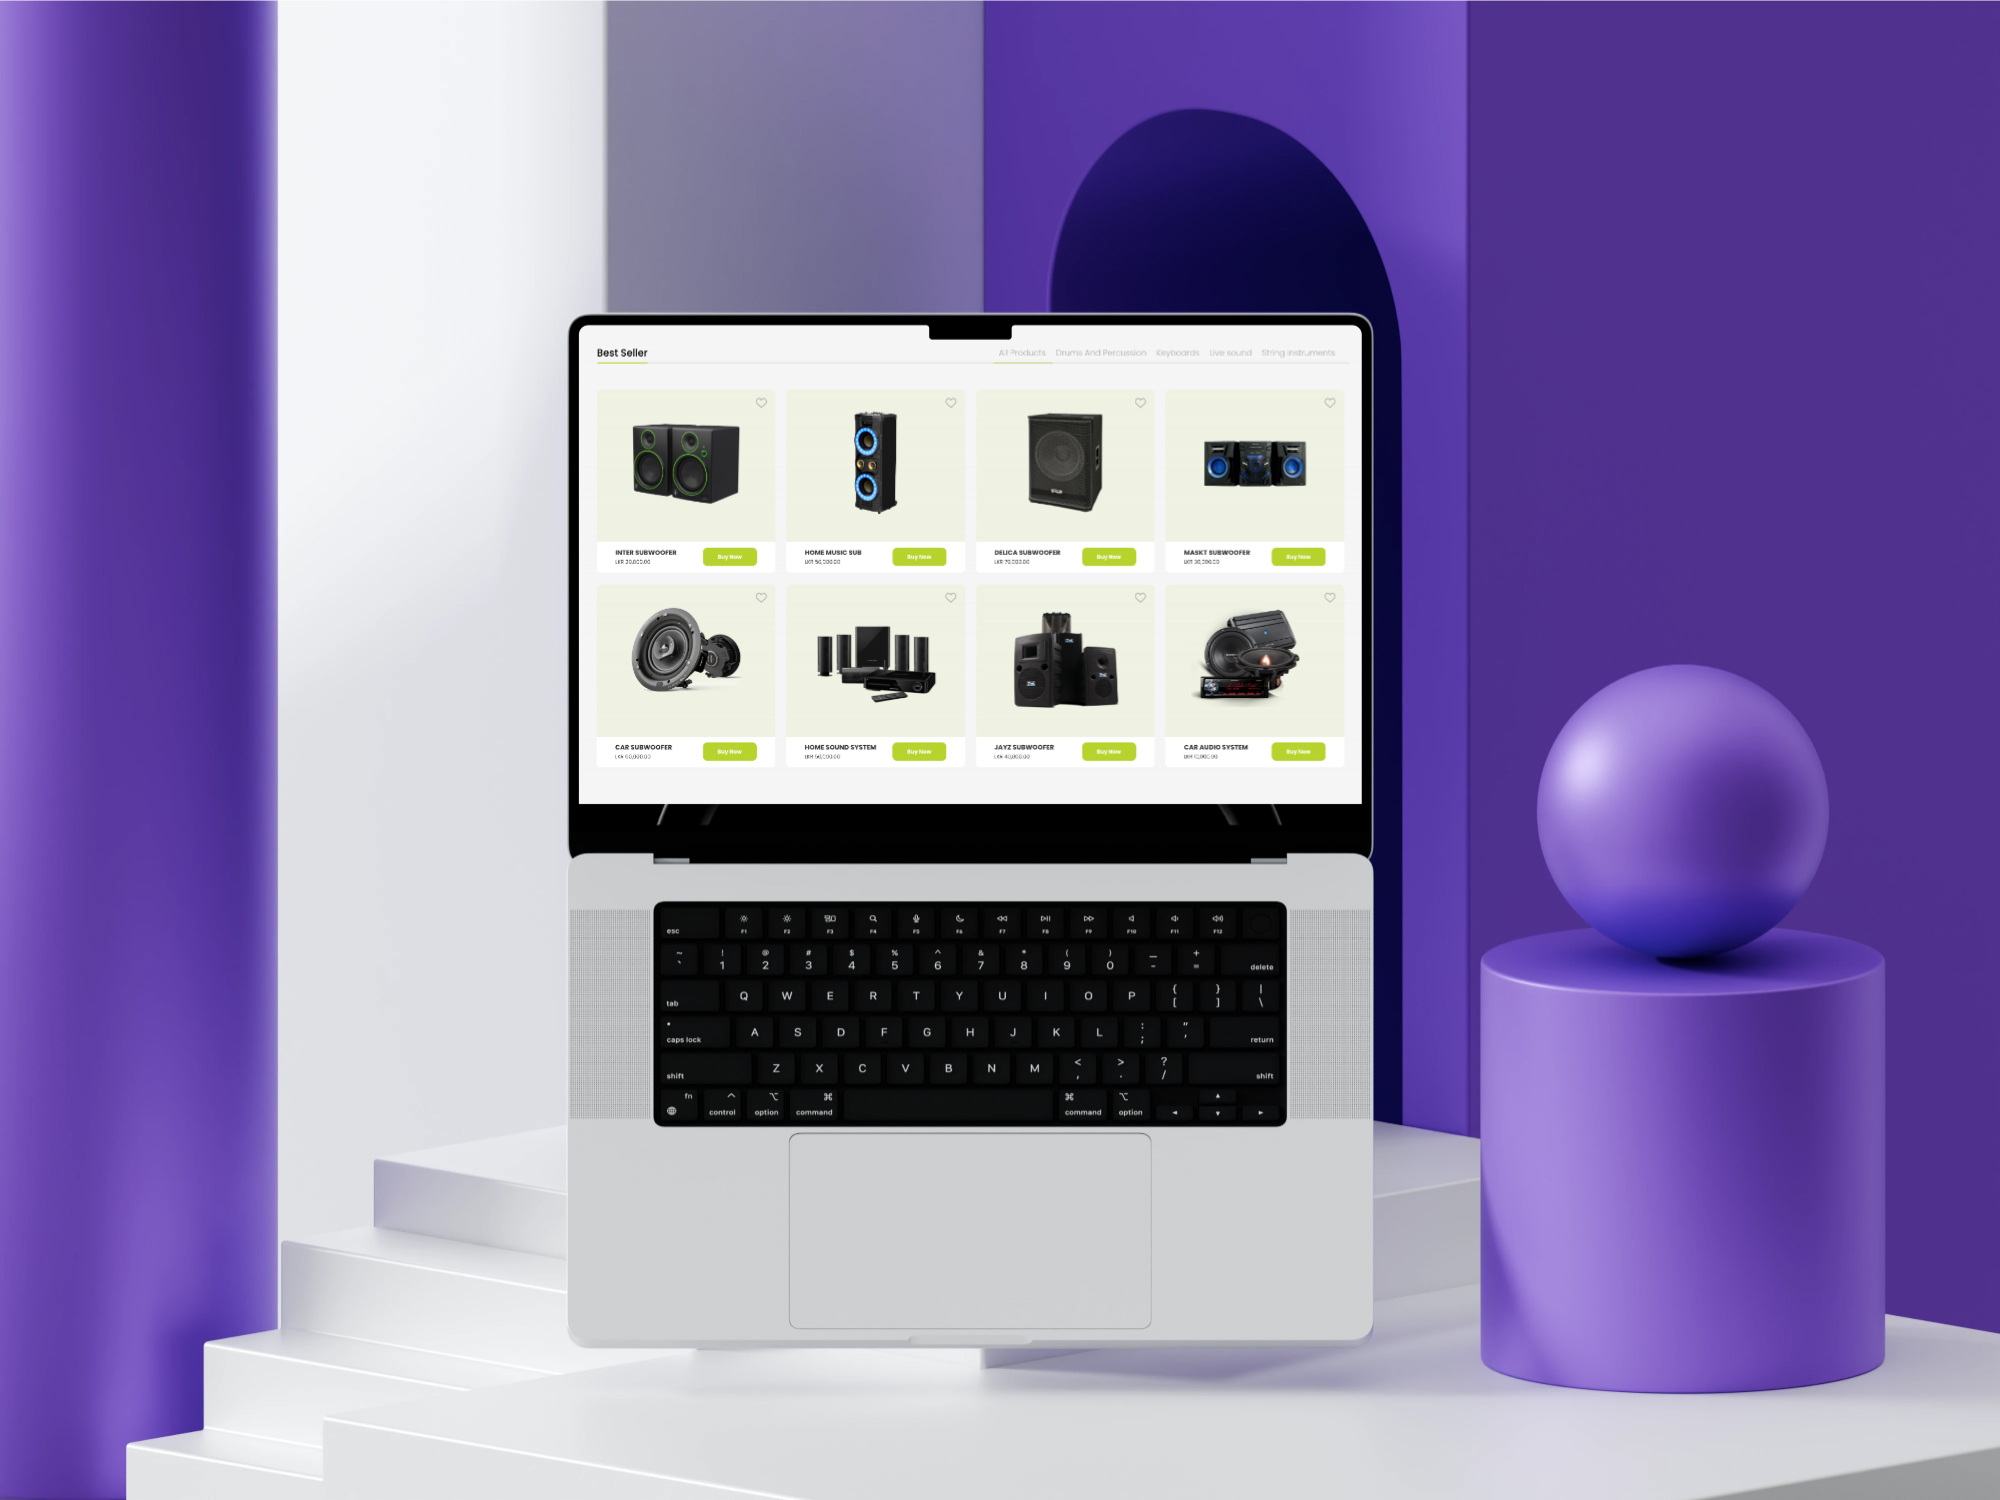 Best Seller
All Products Drums And Percussion Keyboards Live sound String Instruments
INTER SUBWOOFER
LKR 20,000.00
Buy Now
HOME MUSIC SUB
LKR 50,000.00
Buy Now
DELICA SUBWOOFER
LKR 70,000.00
Buy Now
MASKT SUBWOOFER
LKR 30,000.00
Buy Now
CAR SUBWOOFER
LKR 60,000.00
Buy Now
HOME SOUND SYSTEM
LKR 50,000.00
Buy Now
JAYZ SUBWOOFER
LKR 40,000.00
Buy Now
CAR AUDIO SYSTEM
LKR
Buy Now
esc F1 F2 F3 F4 F5 F6 F7 F8 F9 F10 F11 F12
~ ! @ # $ % ^ & * ( ) — +
` 1 2 3 4 5 6 7 8 9 0 - = delete
tab Q W E R T Y U I O P { [ } ] | \
caps lock A S D F G H J K L : ; " ' return
shift Z X C V B N M < , > . ? / shift
fn control option command command option